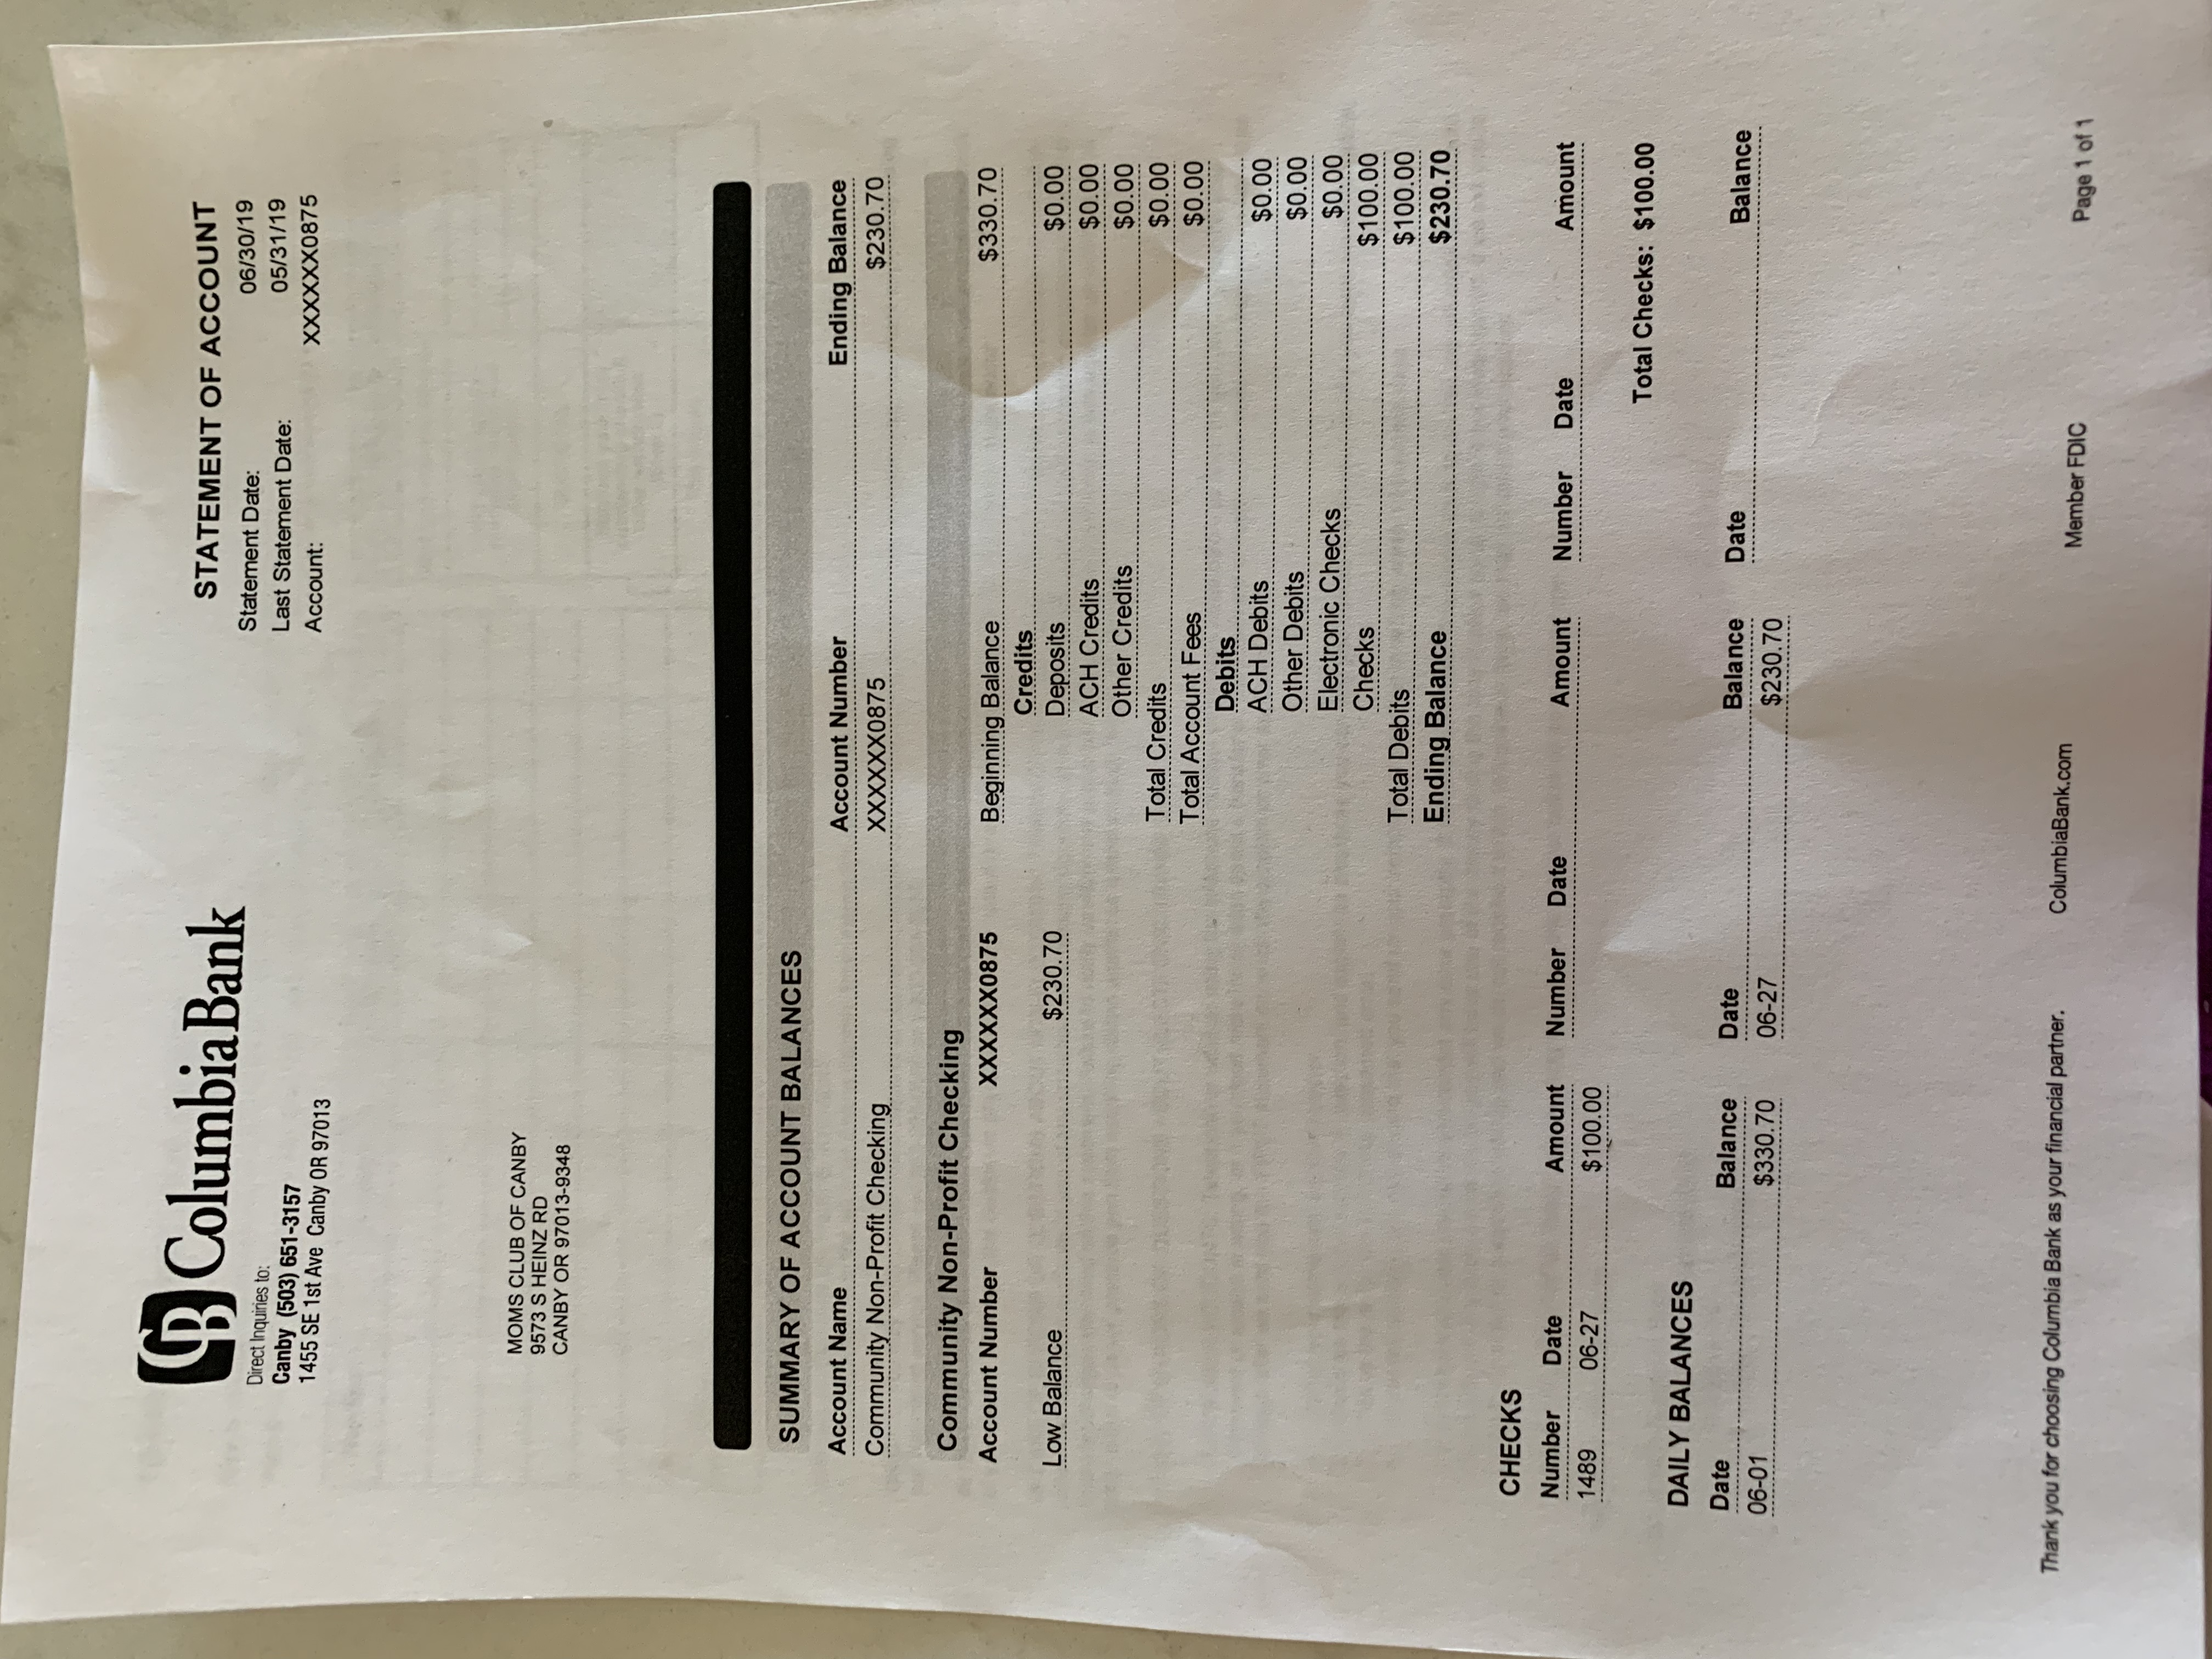 CB ColumbiaBank
Direct Inquiries to:
Canby (503) 651-3157
1455 SE 1st Ave Canby OR 97013
STATEMENT OF ACCOUNT
Statement Date: 06/30/19
Last Statement Date: 05/31/19
Account: XXXXXX0875
MOMS CLUB OF CANBY
9573 S HEINZ RD
CANBY OR 97013-9348
SUMMARY OF ACCOUNT BALANCES
Account Name Account Number Ending Balance
Community Non-Profit Checking XXXXXX0875 $230.70
Community Non-Profit Checking
Account Number XXXXXX0875
Low Balance $230.70
Beginning Balance $330.70
Credits
Deposits $0.00
ACH Credits $0.00
Other Credits $0.00
Total Credits $0.00
Total Account Fees $0.00
Debits
ACH Debits $0.00
Other Debits $0.00
Electronic Checks $0.00
Checks $100.00
Total Debits $100.00
Ending Balance $230.70
CHECKS
Number Date Amount Number Date Amount Number Date Amount
1489 06-27 $100.00
Total Checks: $100.00
DAILY BALANCES
Date Balance Date Balance Date Balance
06-01 $330.70 06-27 $230.70
Thank you for choosing Columbia Bank as your financial partner. ColumbiaBank.com Member FDIC Page 1 of 1